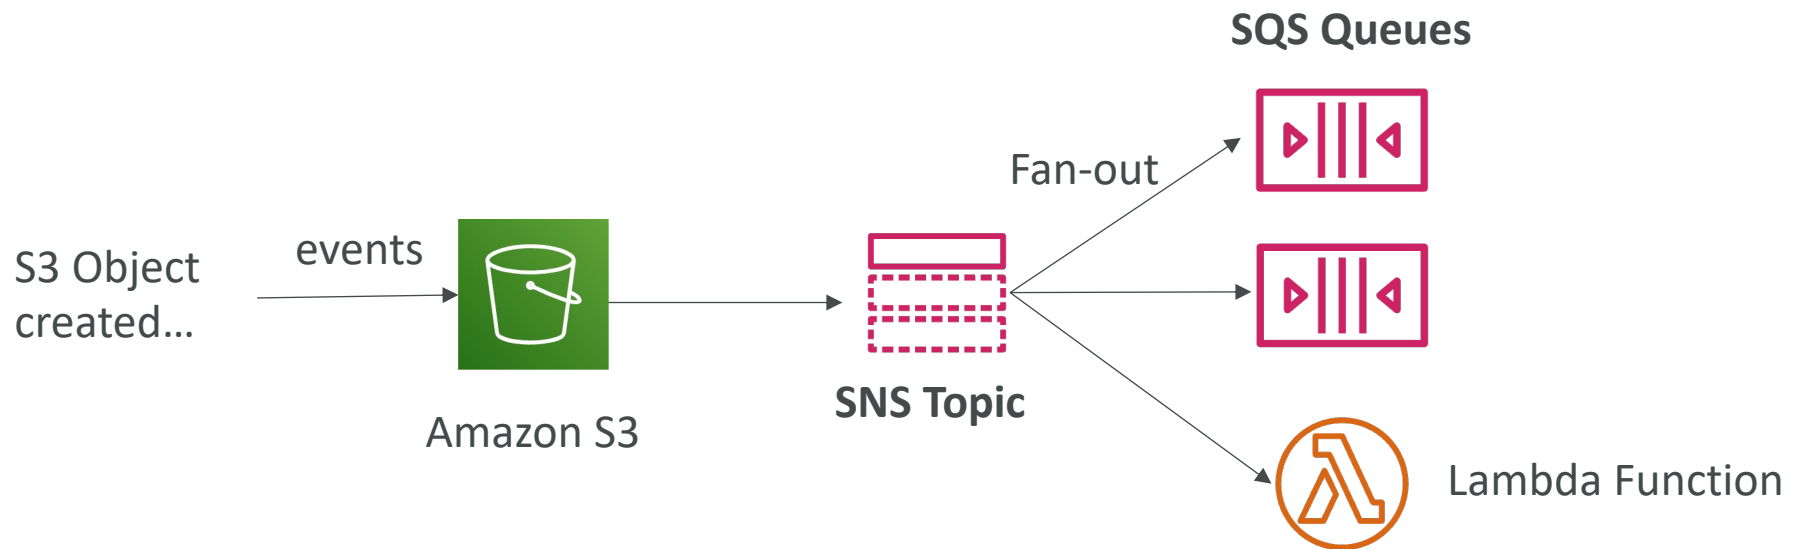 SQS Queues
Fan-out
events
S3 Object
created...
SNS Topic
Amazon S3
Lambda Function